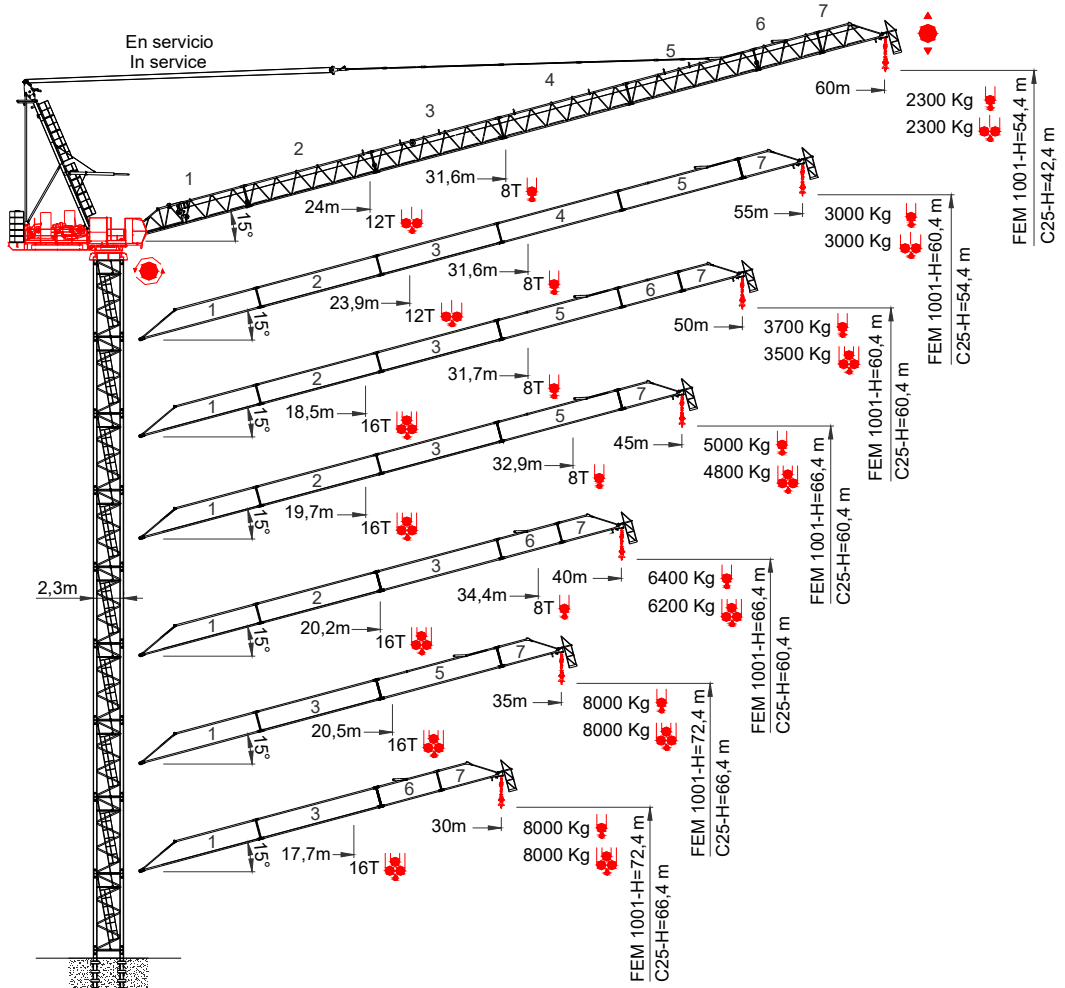 En servicio
In service
1
2
3
4
5
6
7
15°
24m
12T
31,6m
8T
60m
2300 Kg
2300 Kg
FEM 1001-H=54,4 m
C25-H=42,4 m
1
2
3
4
5
7
15°
23,9m
12T
31,6m
8T
55m
3000 Kg
3000 Kg
FEM 1001-H=60,4 m
C25-H=54,4 m
1
2
3
5
6
7
15°
18,5m
16T
31,7m
8T
50m
3700 Kg
3500 Kg
FEM 1001-H=60,4 m
C25-H=60,4 m
1
2
3
5
7
15°
19,7m
16T
32,9m
8T
45m
5000 Kg
4800 Kg
FEM 1001-H=66,4 m
C25-H=60,4 m
2,3m
1
2
3
6
7
15°
20,2m
16T
34,4m
8T
40m
6400 Kg
6200 Kg
FEM 1001-H=66,4 m
C25-H=60,4 m
1
3
5
7
15°
20,5m
16T
35m
8000 Kg
8000 Kg
FEM 1001-H=72,4 m
C25-H=66,4 m
1
3
6
7
15°
17,7m
16T
30m
8000 Kg
8000 Kg
FEM 1001-H=72,4 m
C25-H=66,4 m